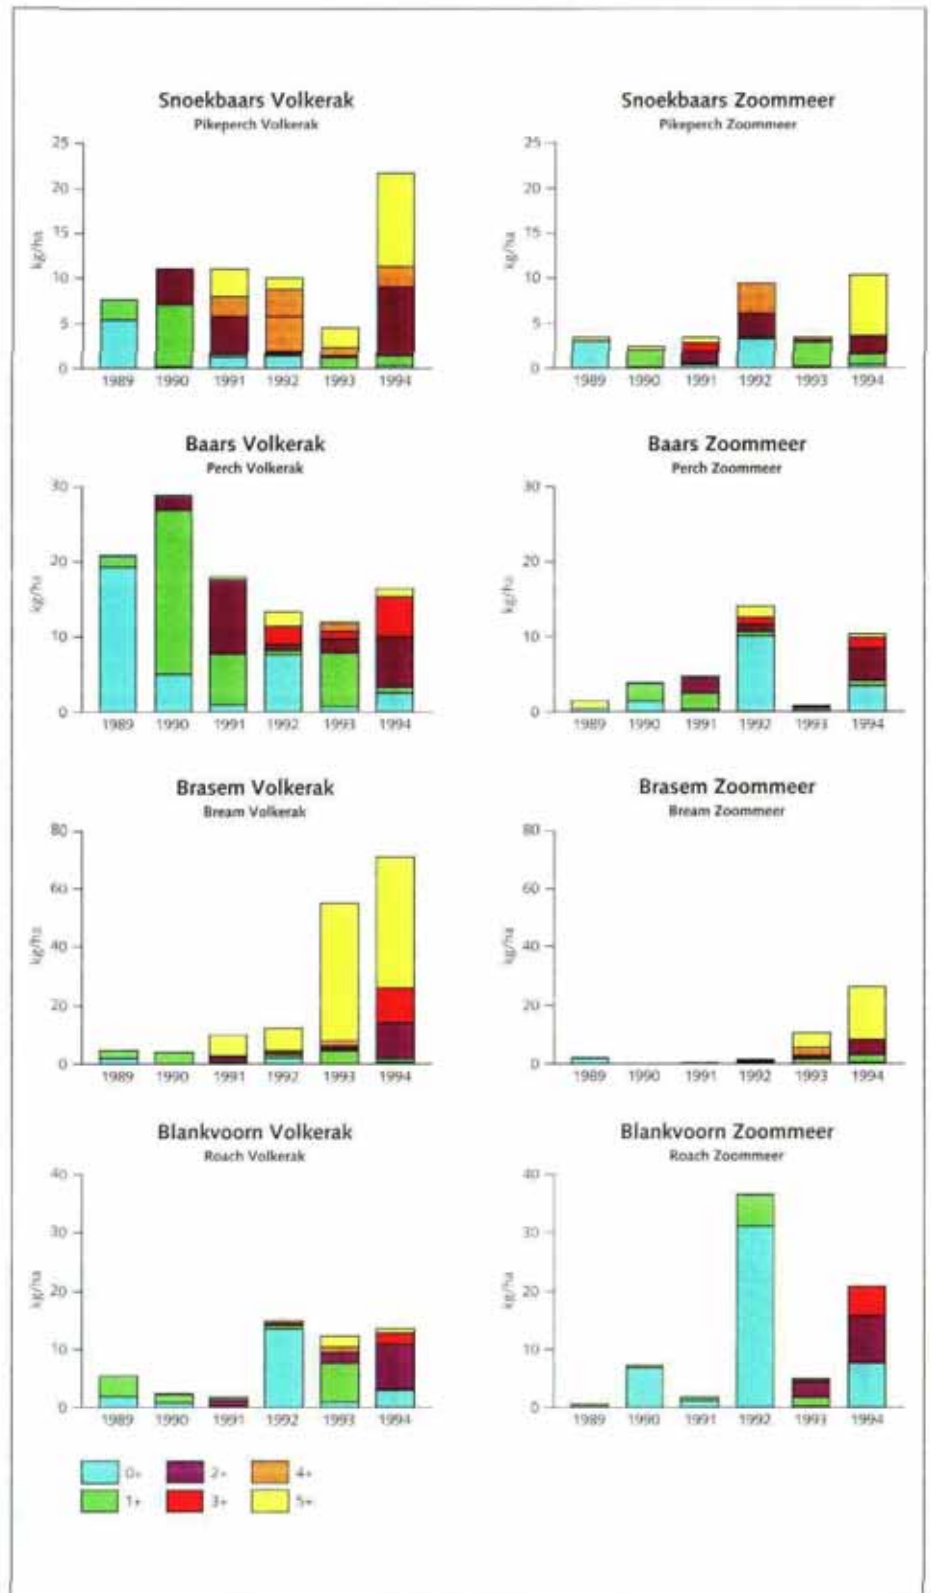 Snoekbaars Volkerak
Pikeperch Volkerak
25
20
15
10
5
0
kg/ha
1989 1990 1991 1992 1993 1994
Snoekbaars Zoommeer
Pikeperch Zoommeer
25
20
15
10
5
0
kg/ha
1989 1990 1991 1992 1993 1994
Baars Volkerak
Perch Volkerak
30
20
10
0
kg/ha
1989 1990 1991 1992 1993 1994
Baars Zoommeer
Perch Zoommeer
30
20
10
0
kg/ha
1989 1990 1991 1992 1993 1994
Brasem Volkerak
Bream Volkerak
80
60
40
20
0
kg/ha
1989 1990 1991 1992 1993 1994
Brasem Zoommeer
Bream Zoommeer
80
60
40
20
0
kg/ha
1989 1990 1991 1992 1993 1994
Blankvoorn Volkerak
Roach Volkerak
40
30
20
10
0
kg/ha
1989 1990 1991 1992 1993 1994
Blankvoorn Zoommeer
Roach Zoommeer
40
30
20
10
0
kg/ha
1989 1990 1991 1992 1993 1994
0+ 2+ 4+
1+ 3+ 5+